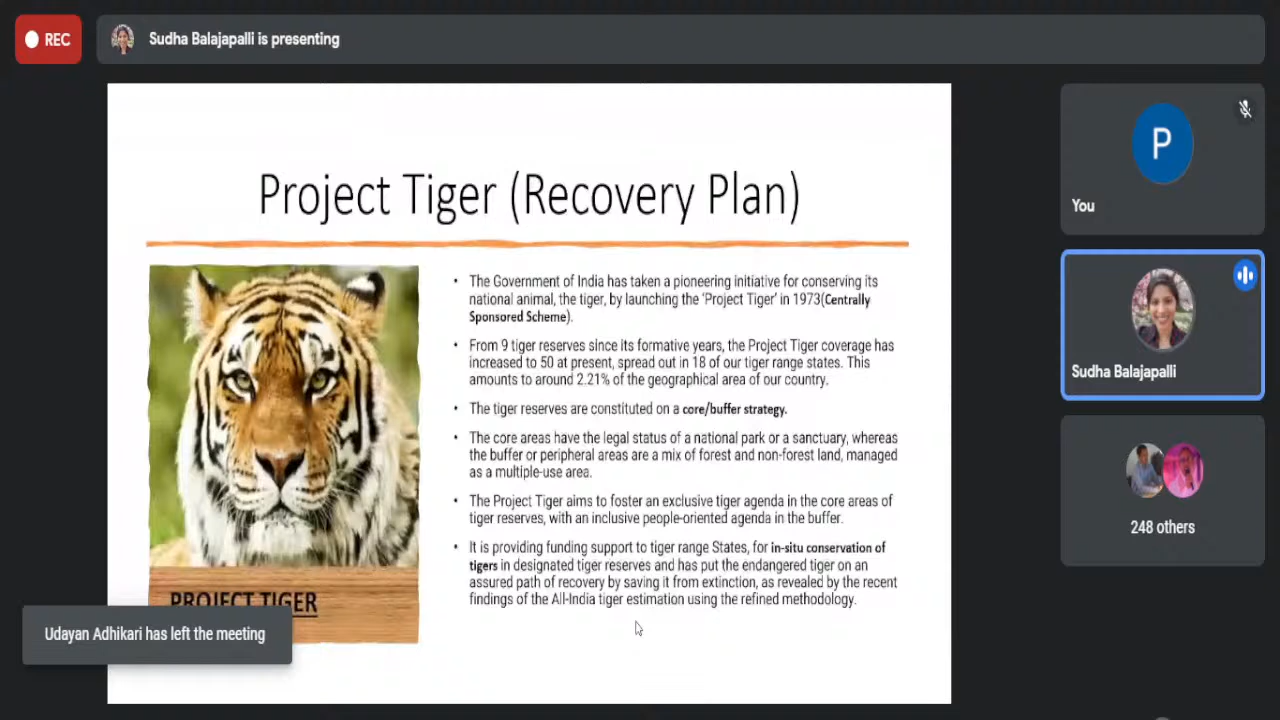 REC
Sudha Balajapalli is presenting
Project Tiger (Recovery Plan)
• The Government of India has taken a pioneering initiative for conserving its
national animal, the tiger, by launching the 'Project Tiger' in 1973(Centrally
Sponsored Scheme).
• From 9 tiger reserves since its formative years, the Project Tiger coverage has
increased to 50 at present, spread out in 18 of our tiger range states. This
amounts to around 2.21% of the geographical area of our country.
• The tiger reserves are constituted on a core/buffer strategy.
• The core areas have the legal status of a national park or a sanctuary, whereas
the buffer or peripheral areas are a mix of forest and non-forest land, managed
as a multiple-use area.
• The Project Tiger aims to foster an exclusive tiger agenda in the core areas of
tiger reserves, with an inclusive people-oriented agenda in the buffer.
• It is providing funding support to tiger range States, for in-situ conservation of
tigers in designated tiger reserves and has put the endangered tiger on an
assured path of recovery by saving it from extinction, as revealed by the recent
findings of the All-India tiger estimation using the refined methodology.
PROJECT TIGER
Udayan Adhikari has left the meeting
P
You
Sudha Balajapalli
248 others